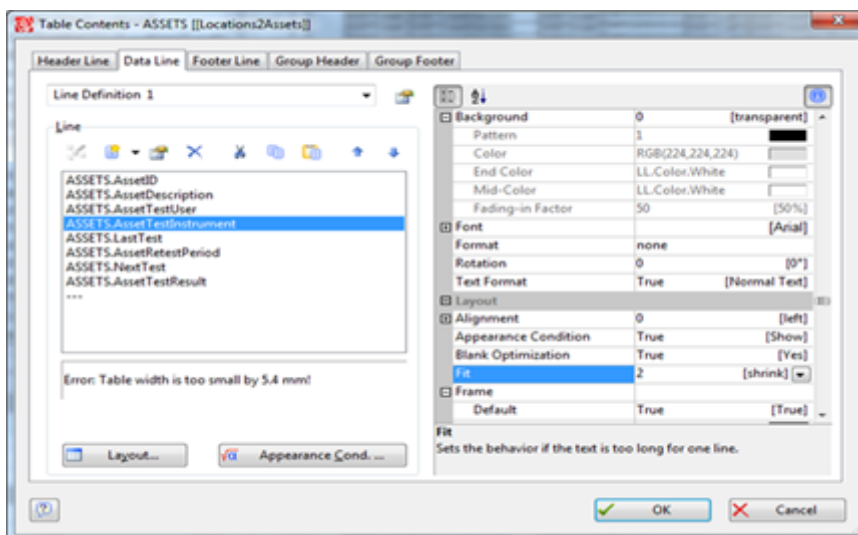 Table Contents - ASSETS [[Locations2Assets]]
Header Line Data Line Footer Line Group Header Group Footer
Line Definition 1
Line
ASSETS.AssetID
ASSETS.AssetDescription
ASSETS.AssetTestUser
ASSETS.AssetTestInstrument
ASSETS.LastTest
ASSETS.AssetRetestPeriod
ASSETS.NextTest
ASSETS.AssetTestResult
---
Error: Table width is too small by 5.4 mm!
Layout...
Appearance Cond. ...
Background 0 [transparent]
Pattern 1
Color RGB(224,224,224)
End Color LL.Color.White
Mid-Color LL.Color.White
Fading-in Factor 50 [50%]
Font [Arial]
Format none
Rotation 0 [0°]
Text Format True [Normal Text]
Layout
Alignment 0 [left]
Appearance Condition True [Show]
Blank Optimization True [Yes]
Fit 2 [shrink]
Frame
Default True [True]
Fit
Sets the behavior if the text is too long for one line.
OK
Cancel